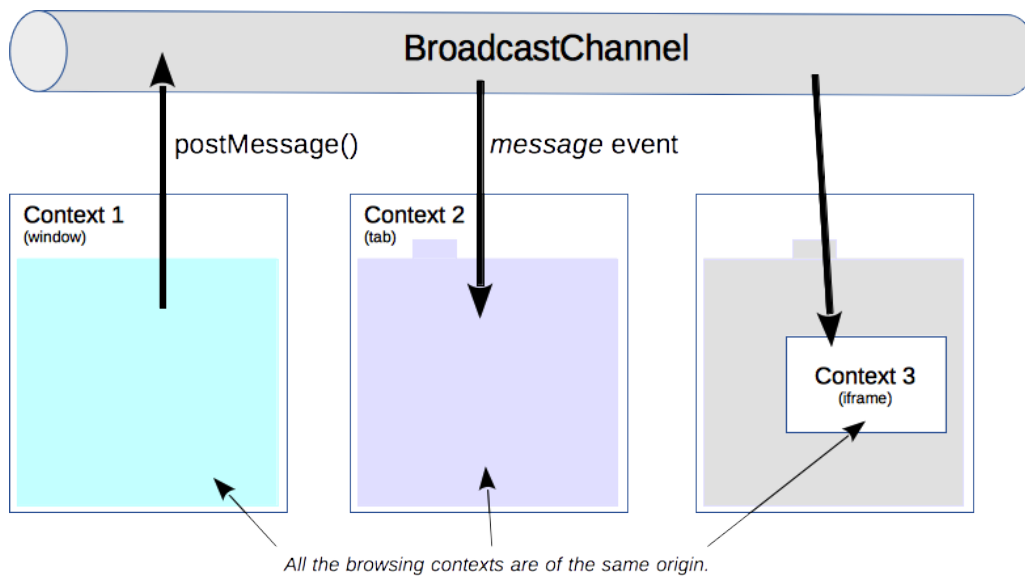 BroadcastChannel
postMessage()
message event
Context 1
(window)
Context 2
(tab)
Context 3
(iframe)
All the browsing contexts are of the same origin.